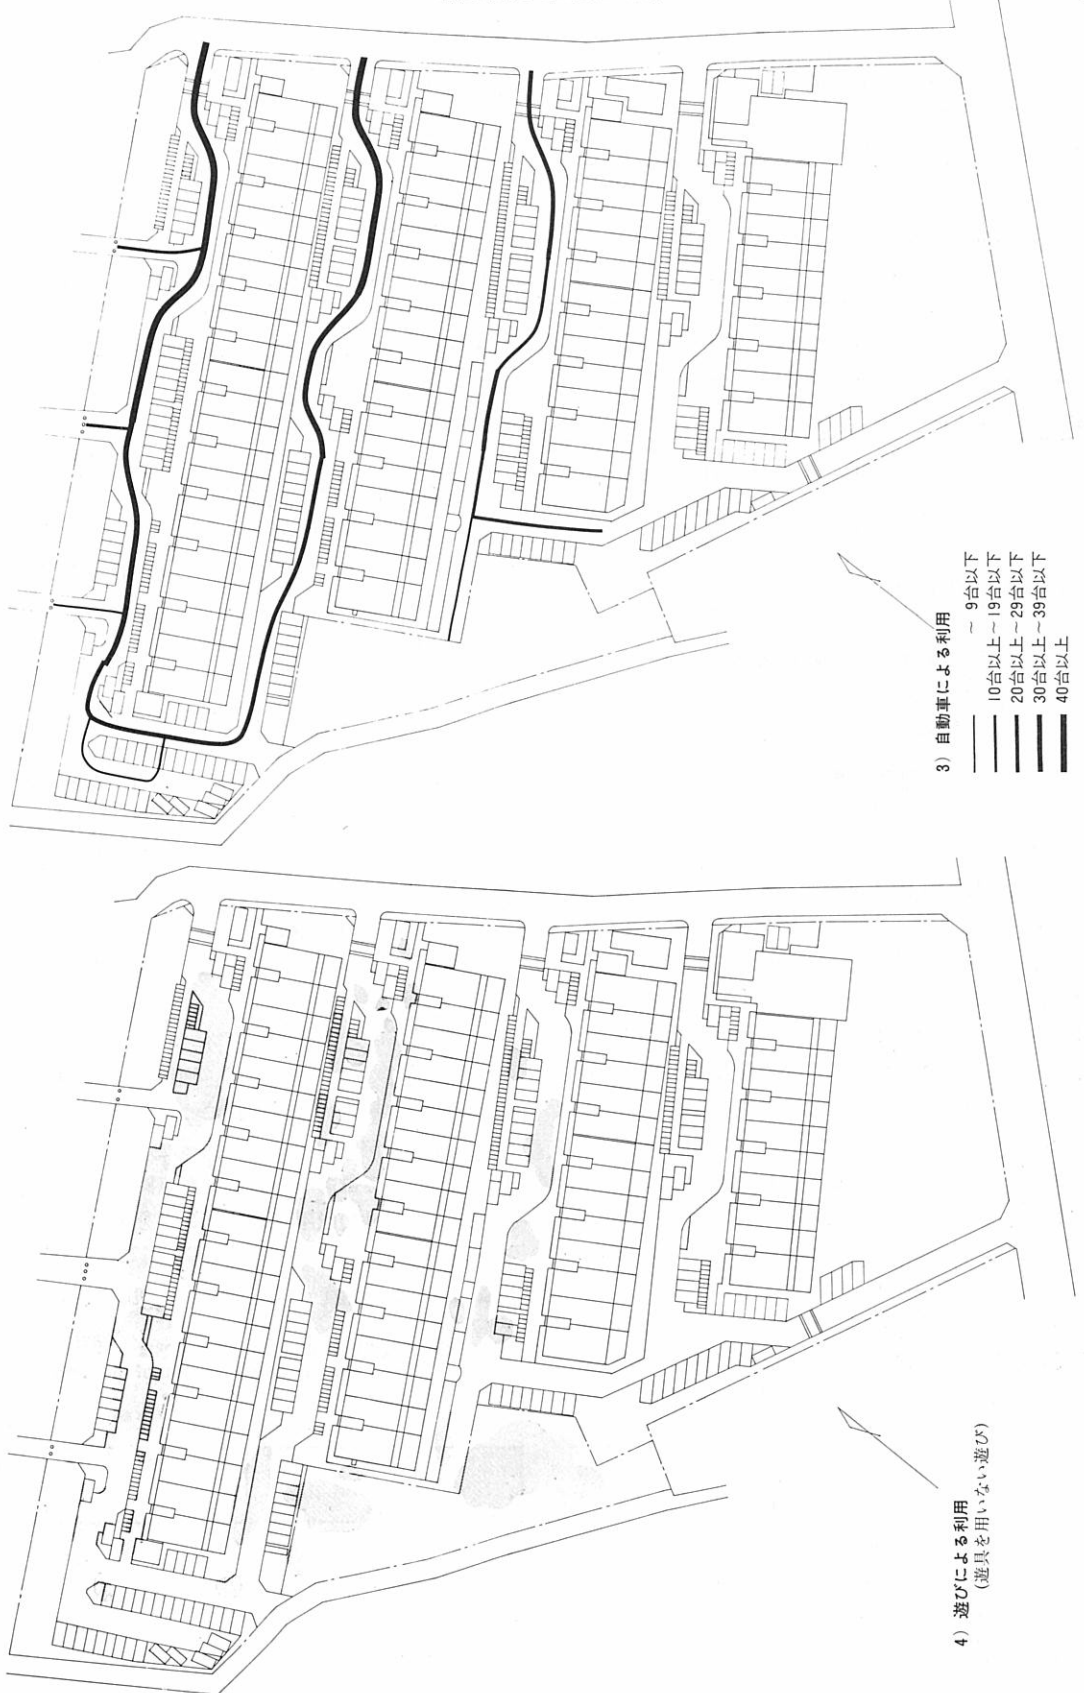 3) 自動車による利用
～ 9台以下
10台以上～19台以下
20台以上～29台以下
30台以上～39台以下
40台以上
4) 遊びによる利用
(遊具を用いない遊び)